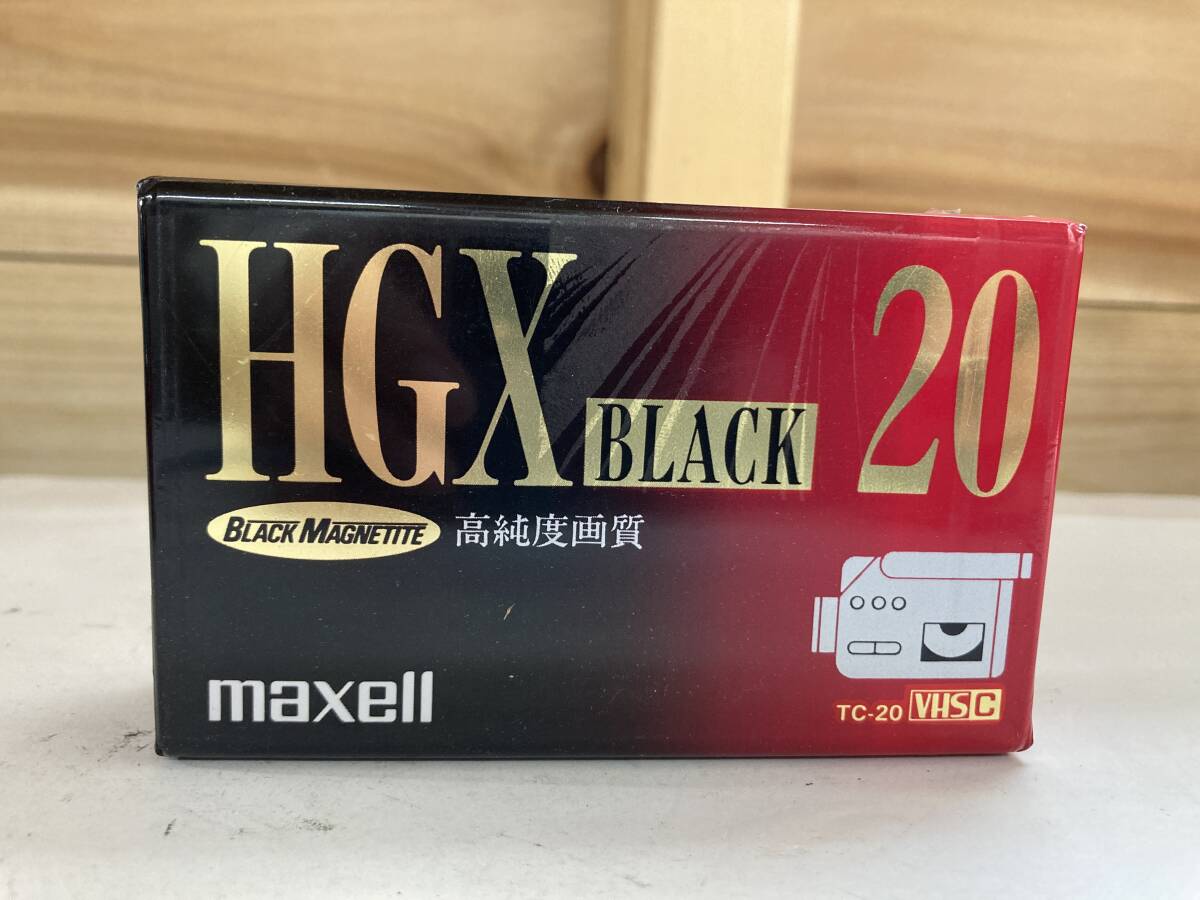 HGX BLACK 20
BLACK MAGNETITE 高純度画質
maxell
TC-20 VHS C